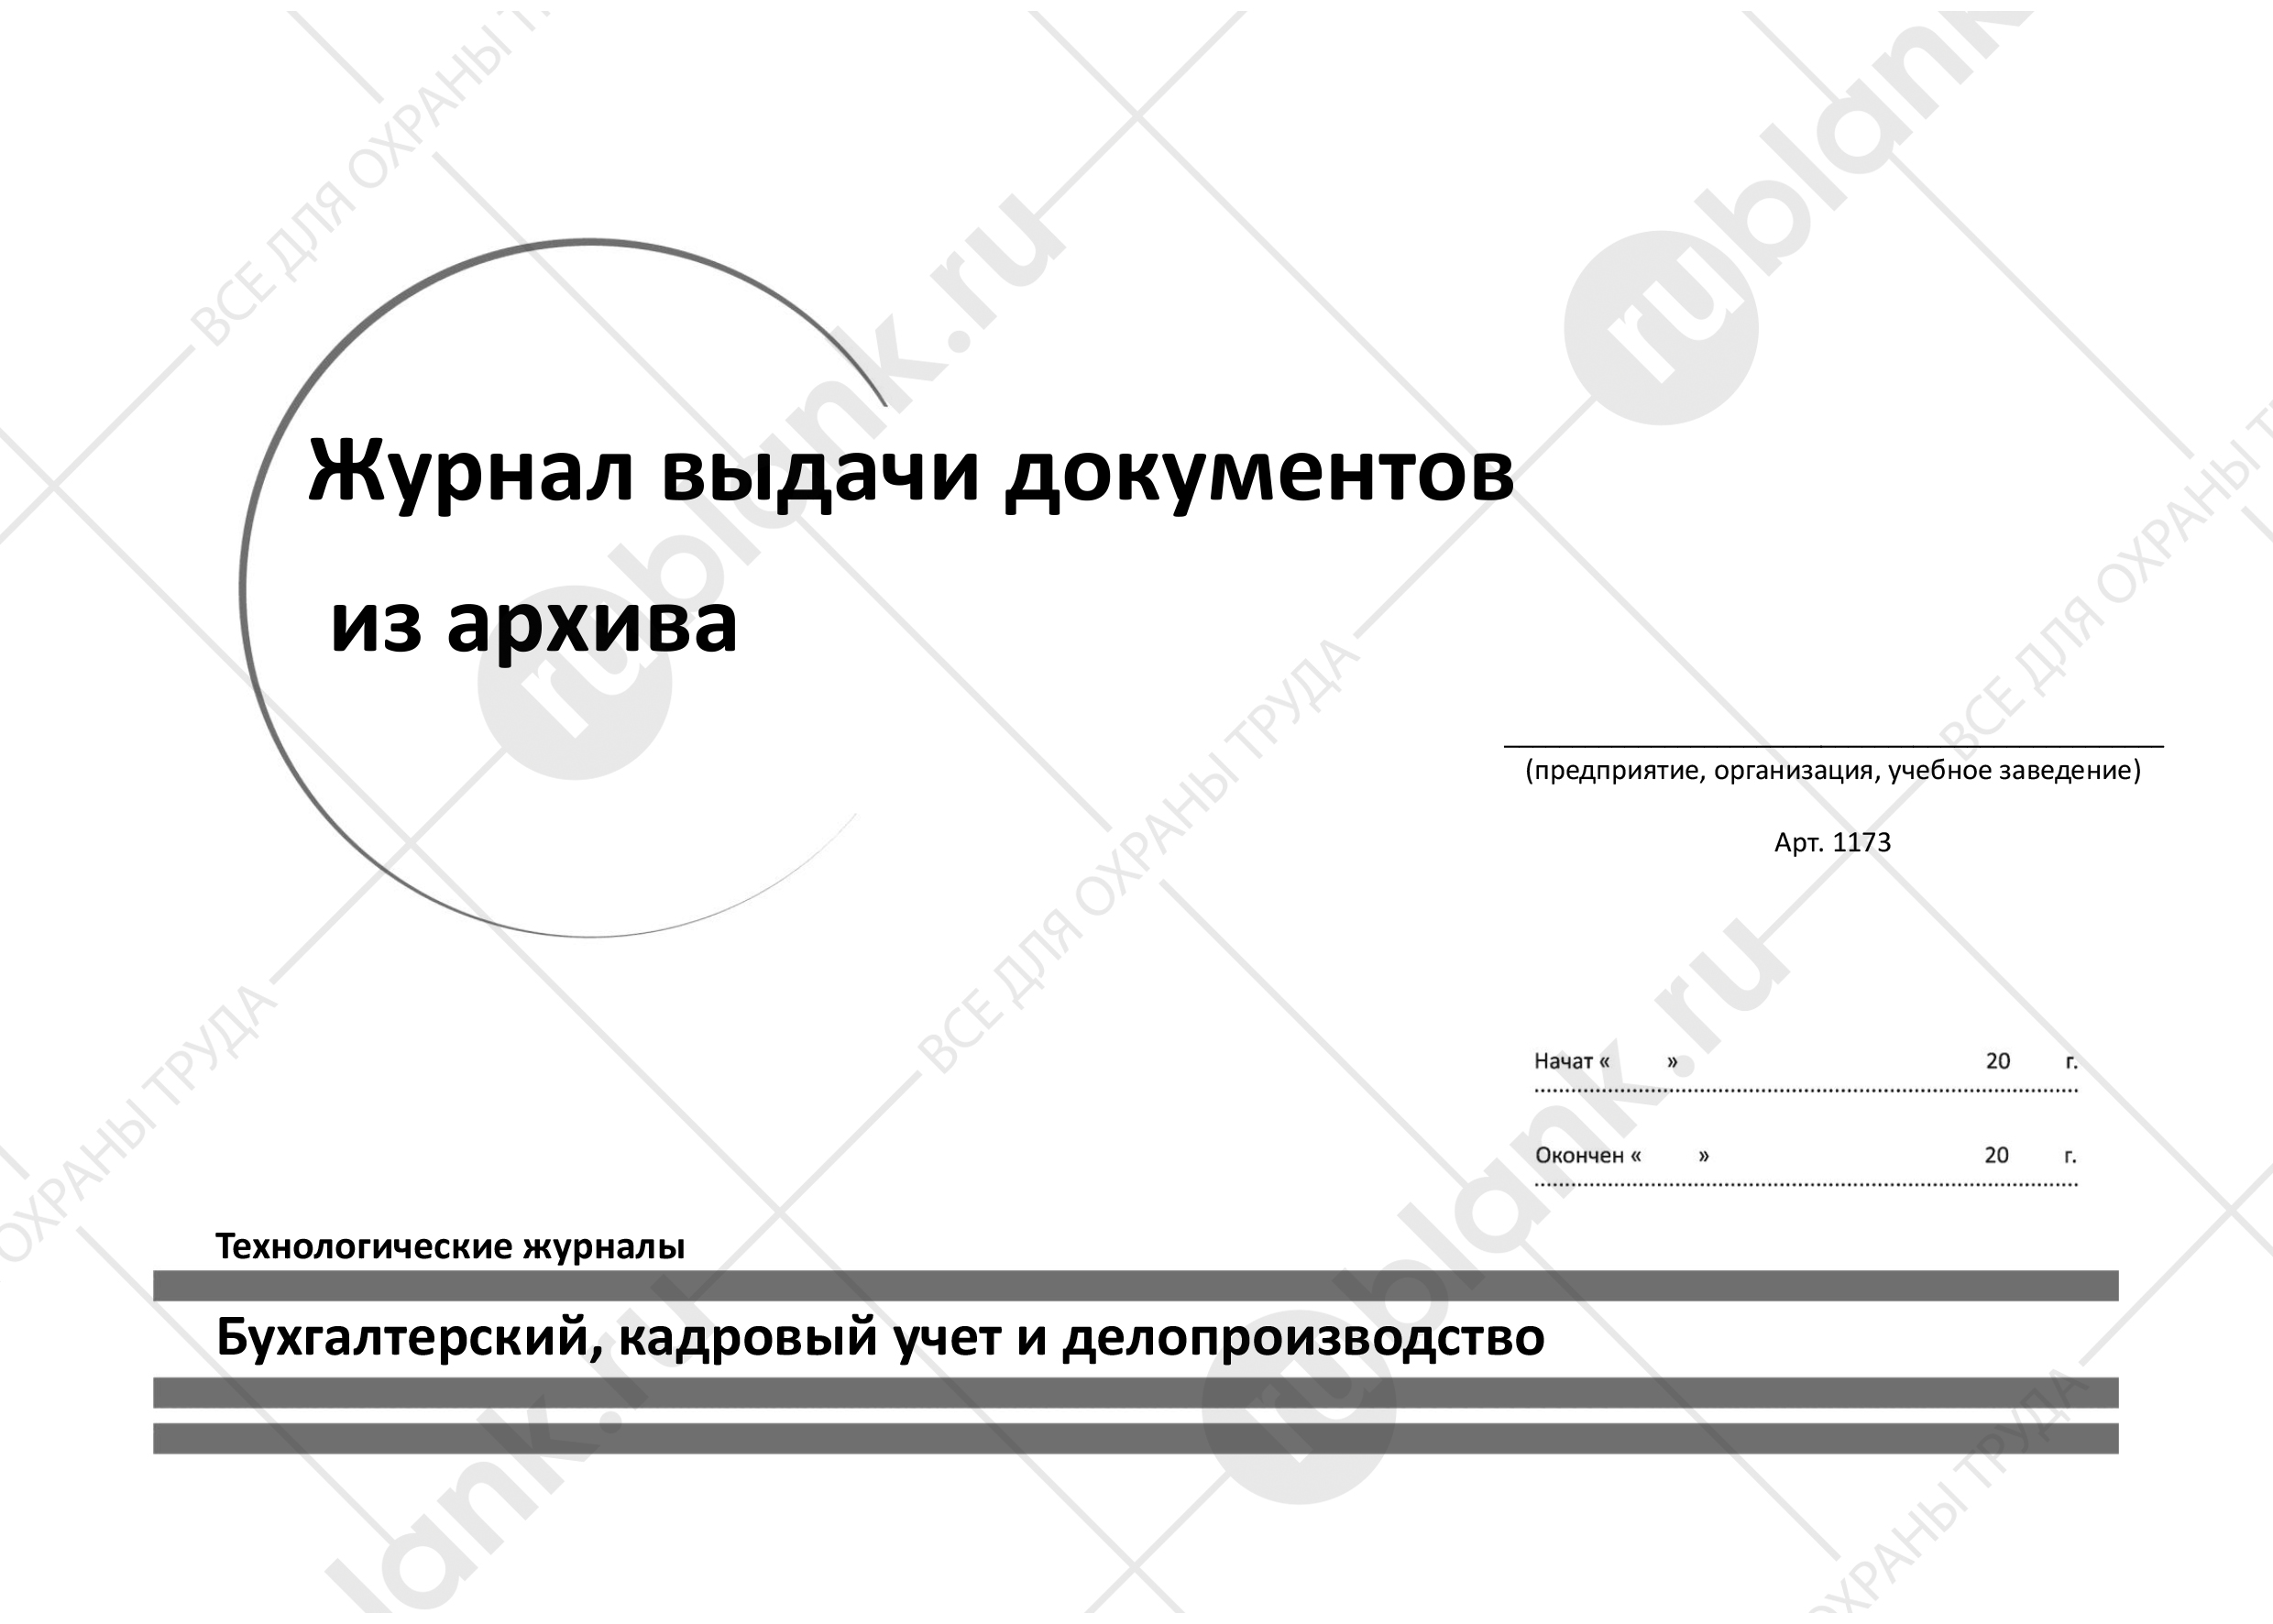 Журнал выдачи документов
из архива
(предприятие, организация, учебное заведение)
Арт. 1173
Начат « » 20 г.
Окончен « » 20 г.
Технологические журналы
Бухгалтерский, кадровый учет и делопроизводство
rublank.ru
ВСЕ ДЛЯ ОХРАНЫ ТРУДА